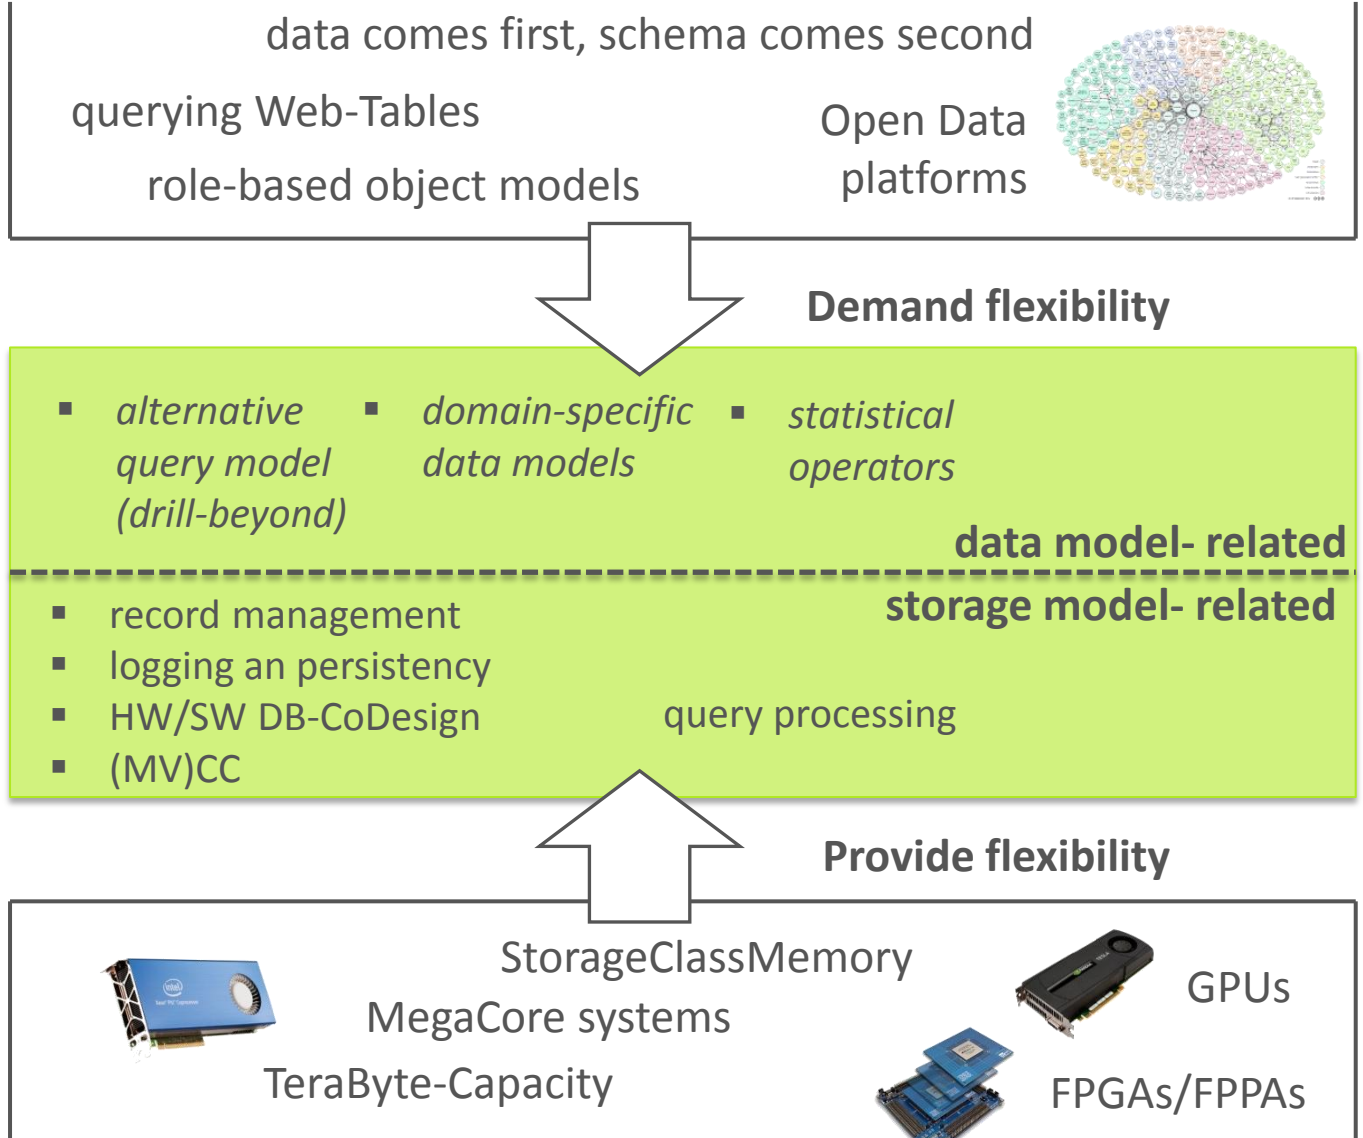 data comes first, schema comes second
querying Web-Tables
Open Data
platforms
role-based object models
Demand flexibility
▪ alternative
query model
(drill-beyond)
▪ domain-specific
data models
▪ statistical
operators
data model- related
storage model- related
▪ record management
▪ logging an persistency
▪ HW/SW DB-CoDesign
▪ (MV)CC
query processing
Provide flexibility
StorageClassMemory
GPUs
MegaCore systems
TeraByte-Capacity
FPGAs/FPPAs
(intel)